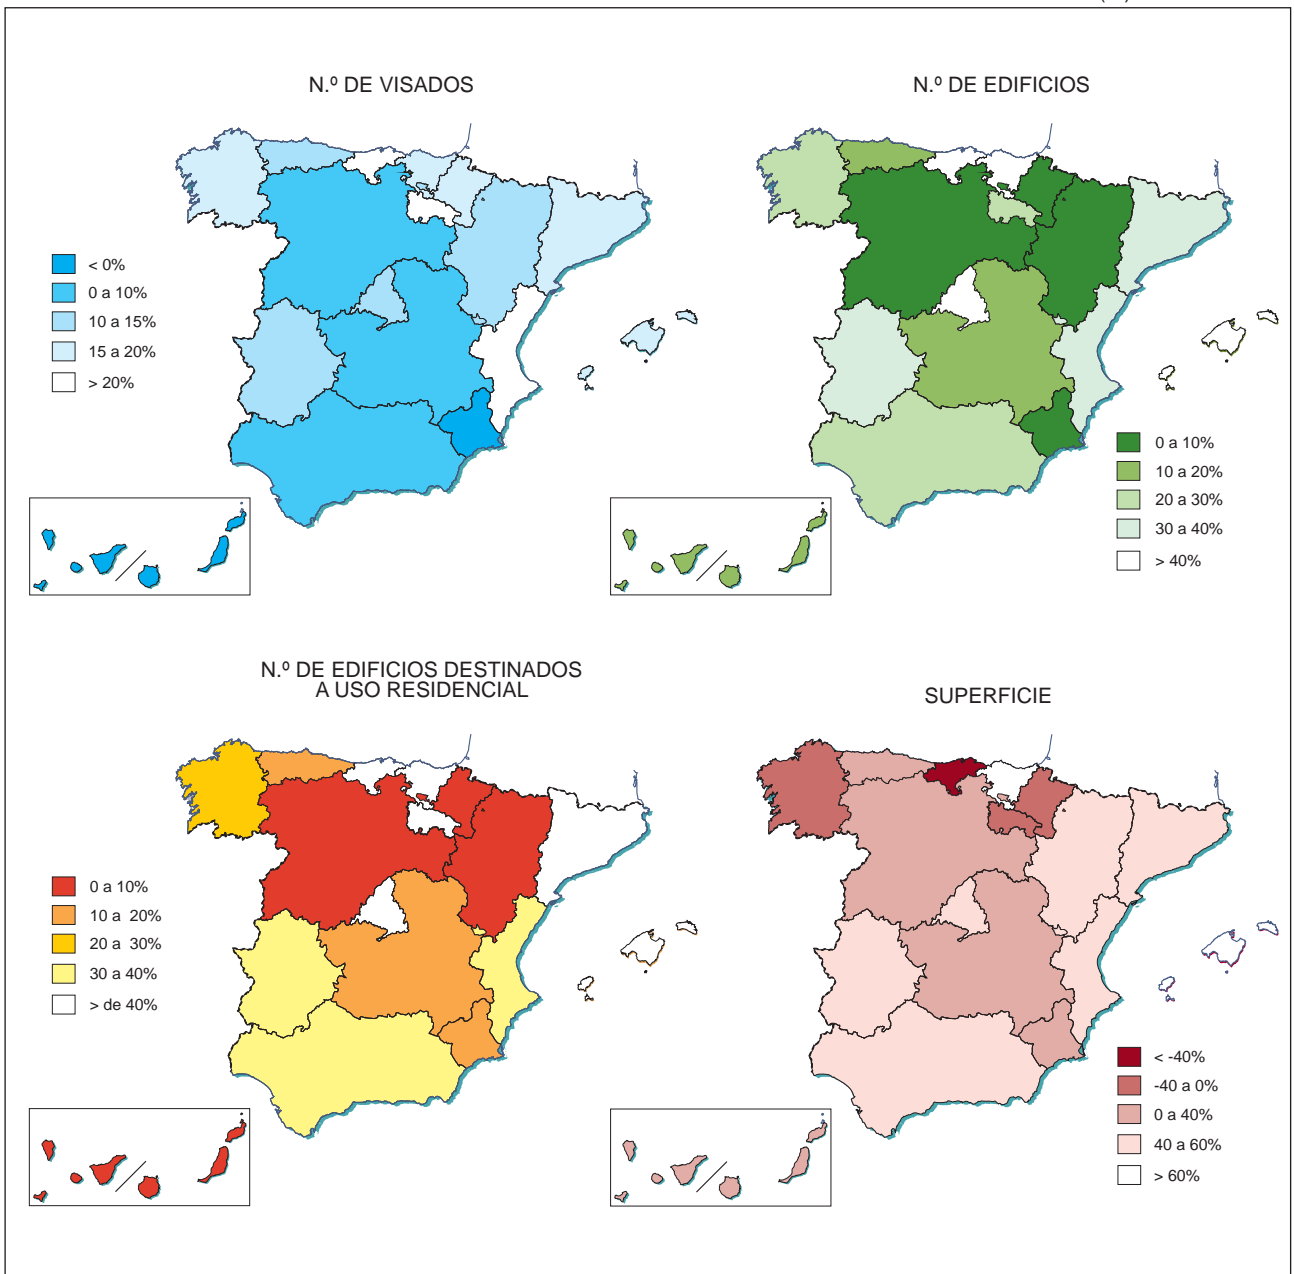 N.º DE VISADOS
< 0%
0 a 10%
10 a 15%
15 a 20%
> 20%
N.º DE EDIFICIOS
0 a 10%
10 a 20%
20 a 30%
30 a 40%
> 40%
N.º DE EDIFICIOS DESTINADOS
A USO RESIDENCIAL
0 a 10%
10 a 20%
20 a 30%
30 a 40%
> de 40%
SUPERFICIE
< -40%
-40 a 0%
0 a 40%
40 a 60%
> 60%